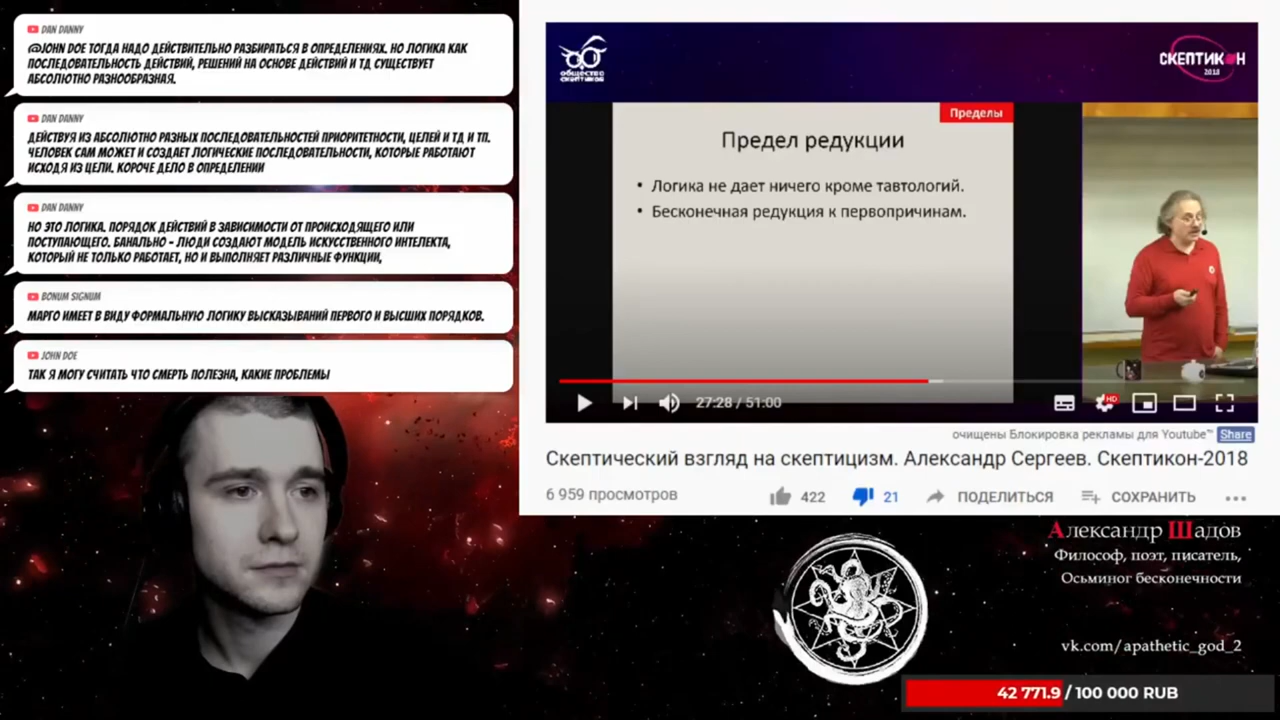 DAN DANNY
@JOHN DOE ТОГДА НАДО ДЕЙСТВИТЕЛЬНО РАЗБИРАТЬСЯ В ОПРЕДЕЛЕНИЯХ. НО ЛОГИКА КАК
ПОСЛЕДОВАТЕЛЬНОСТЬ ДЕЙСТВИЙ, РЕШЕНИЙ НА ОСНОВЕ ДЕЙСТВИЙ И ТД СУЩЕСТВУЕТ
АБСОЛЮТНО РАЗНООБРАЗНАЯ.
DAN DANNY
ДЕЙСТВУЯ ИЗ АБСОЛЮТНО РАЗНЫХ ПОСЛЕДОВАТЕЛЬНОСТЕЙ ПРИОРИТЕТНОСТИ, ЦЕЛЕЙ И ТД И ТП.
ЧЕЛОВЕК САМ МОЖЕТ И СОЗДАЕТ ЛОГИЧЕСКИЕ ПОСЛЕДОВАТЕЛЬНОСТИ, КОТОРЫЕ РАБОТАЮТ
ИСХОДЯ ИЗ ЦЕЛИ. КОРОЧЕ ДЕЛО В ОПРЕДЕЛЕНИИ
DAN DANNY
НО ЭТО ЛОГИКА. ПОРЯДОК ДЕЙСТВИЙ В ЗАВИСИМОСТИ ОТ ПРОИСХОДЯЩЕГО ИЛИ
ПОСТУПАЮЩЕГО. БАНАЛЬНО - ЛЮДИ СОЗДАЮТ МОДЕЛЬ ИСКУССТВЕННОГО ИНТЕЛЕКТА,
КОТОРЫЙ НЕ ТОЛЬКО РАБОТАЕТ, НО И ВЫПОЛНЯЕТ РАЗЛИЧНЫЕ ФУНКЦИИ,
BONUM SIGNUM
МАРГО ИМЕЕТ В ВИДУ ФОРМАЛЬНУЮ ЛОГИКУ ВЫСКАЗЫВАНИЙ ПЕРВОГО И ВЫСШИХ ПОРЯДКОВ.
JOHN DOE
ТАК Я МОГУ СЧИТАТЬ ЧТО СМЕРТЬ ПОЛЕЗНА, КАКИЕ ПРОБЛЕМЫ
общество
скептиков
СКЕПТИКОН
2018
Пределы
Предел редукции
• Логика не дает ничего кроме тавтологий.
• Бесконечная редукция к первопричинам.
27:28 / 51:00
HD
очищены Блокировка рекламы для Youtube™ Share
Скептический взгляд на скептицизм. Александр Сергеев. Скептикон-2018
6 959 просмотров
422
21
ПОДЕЛИТЬСЯ
СОХРАНИТЬ
Александр Шадов
Философ, поэт, писатель,
Осьминог бесконечности
vk.com/apathetic_god_2
42 771.9 / 100 000 RUB